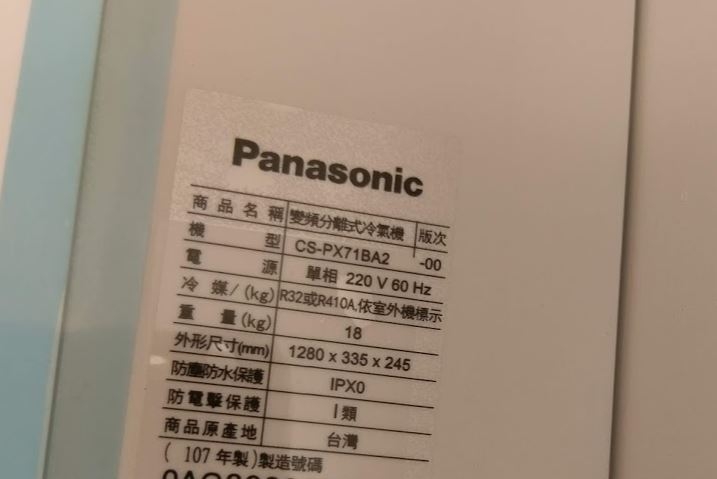 Panasonic
商品名稱 變頻分離式冷氣機 版次
機型 CS-PX71BA2 -00
電源 單相 220 V 60 Hz
冷媒/(kg) R32或R410A,依室外機標示
重量(kg) 18
外形尺寸(mm) 1280 x 335 x 245
防塵防水保護 IPX0
防電擊保護 I 類
商品原產地 台灣
( 107 年製)製造號碼